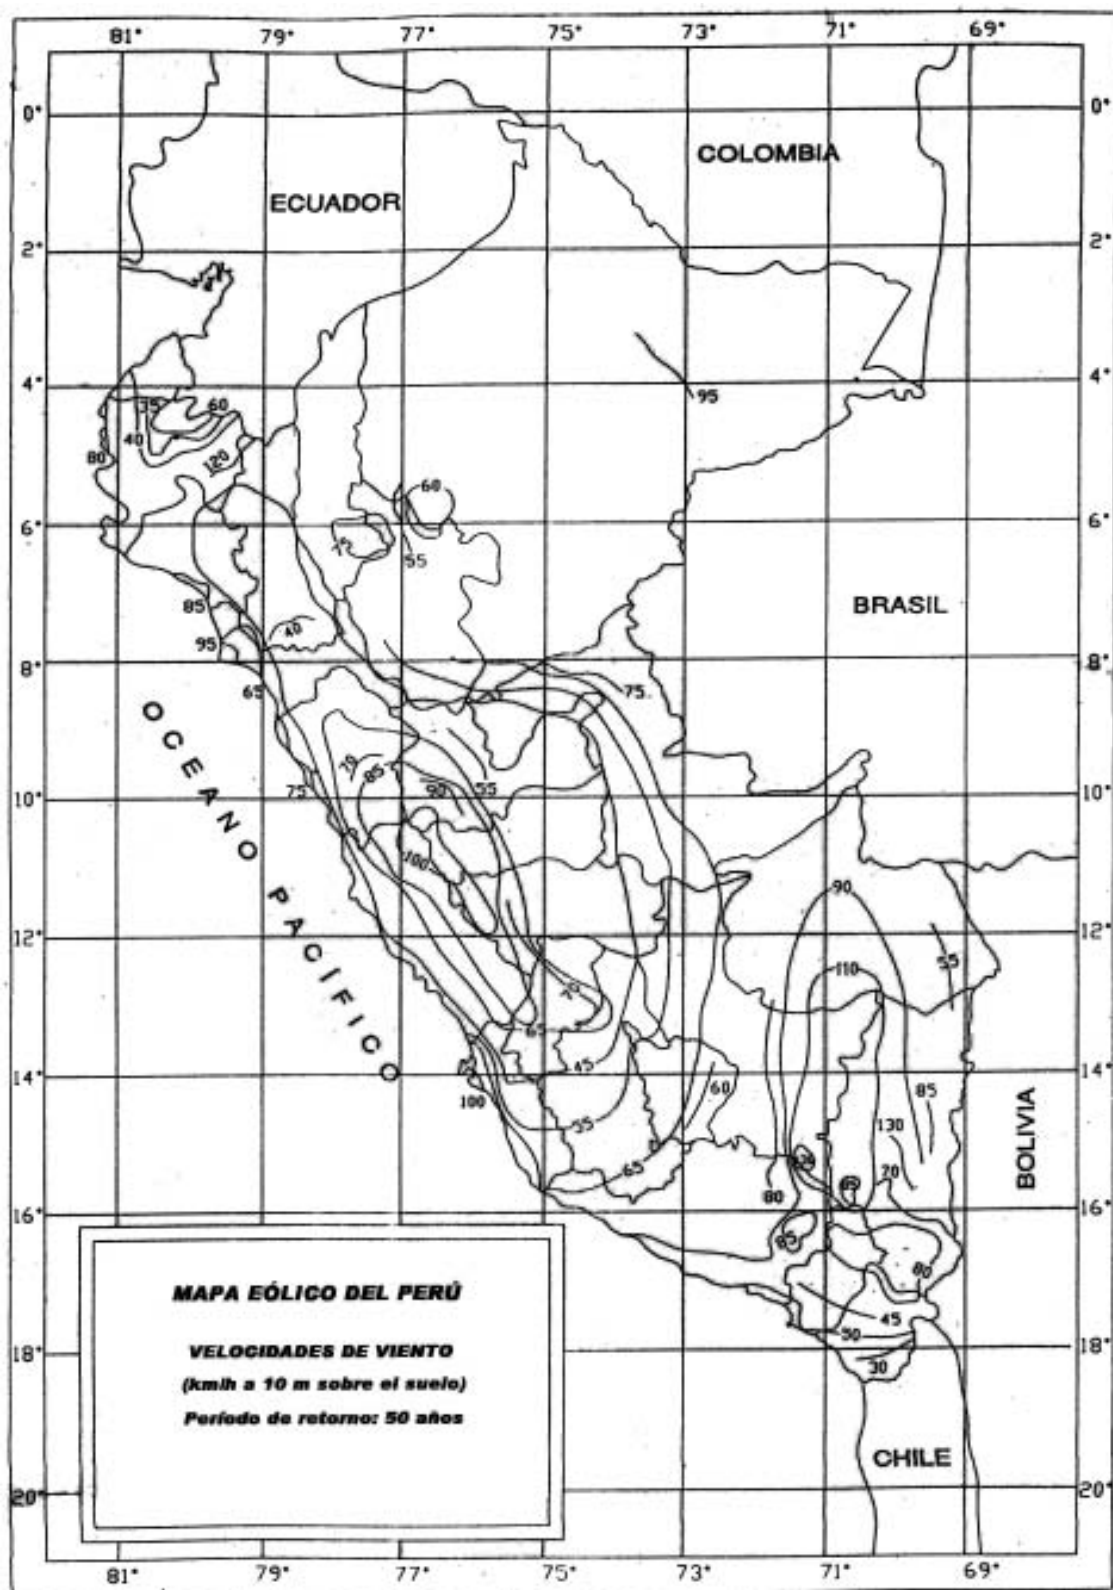 81° 79° 77° 75° 73° 71° 69°
0° 0°
COLOMBIA
ECUADOR
2° 2°
4° 4°
95
35 60
40
80 120
60
6° 6°
75 55
85 BRASIL
40
95
8° 8°
65 75
OCEANO PACIFICO
70 85 55
75 90
10° 10°
100
90
12° 12°
55
110
70
65
45
14° 14°
60 85
100
55 130
BOLIVIA
65 70
80
16° 16°
85
80
MAPA EÓLICO DEL PERÚ
45
VELOCIDADES DE VIENTO
50
18° 18°
(km/h a 10 m sobre el suelo)
30
Período de retorno: 50 años
CHILE
20° 20°
81° 79° 77° 75° 73° 71° 69°